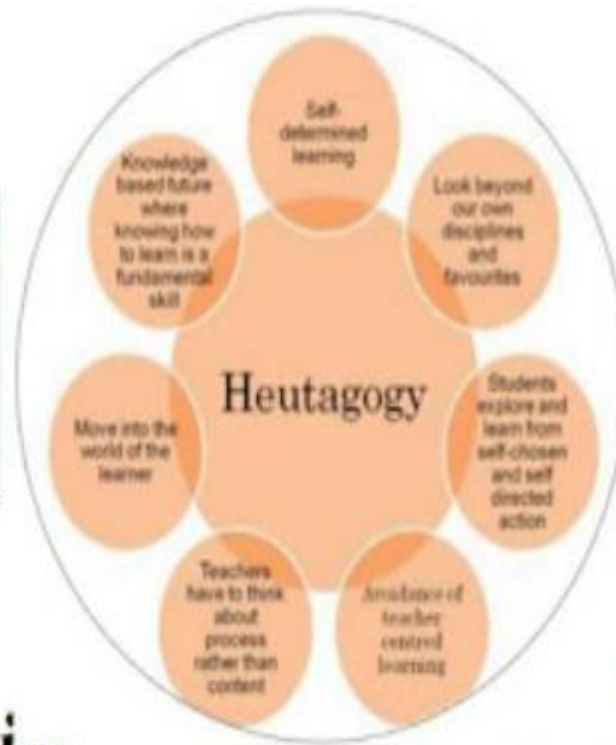 Self-
determined
learning
Look beyond
our own
disciplines
and
favourites
Students
explore and
learn from
self-chosen
and self
directed
action
Avoidance of
teacher
centred
learning
Teachers
have to think
about
process
rather than
content
Move into the
world of the
learner
Knowledge
based future
where
knowing how
to learn is a
fundamental
skill
Heutagogy